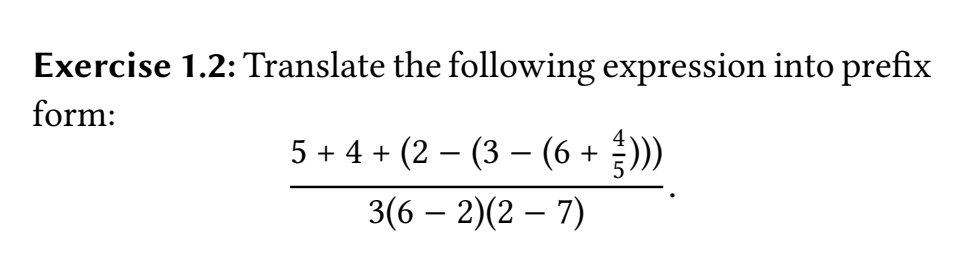 Exercise 1.2: Translate the following expression into prefix
form:
5 + 4 + (2 − (3 − (6 + 4/5)))
3(6 − 2)(2 − 7).